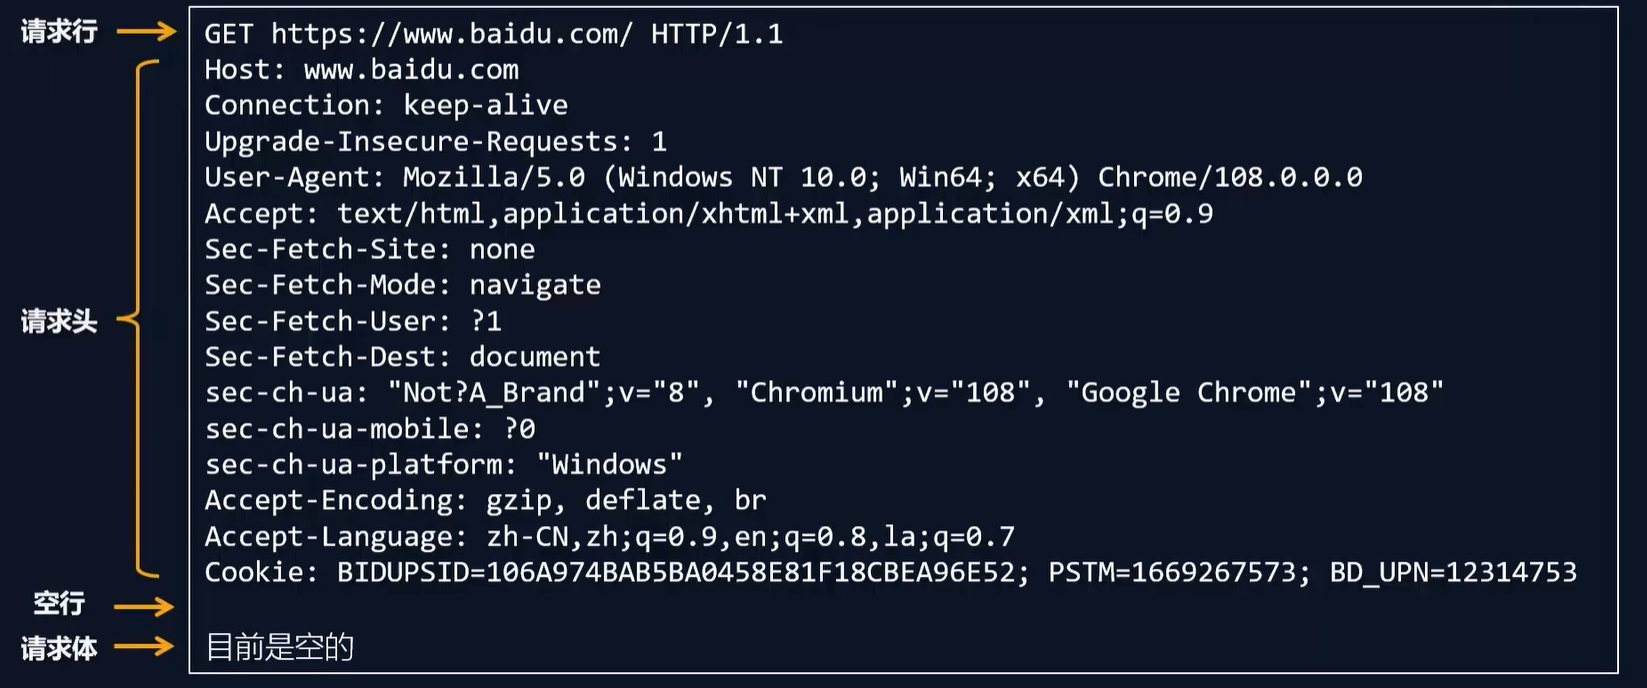 请求行
GET https://www.baidu.com/ HTTP/1.1
Host: www.baidu.com
Connection: keep-alive
Upgrade-Insecure-Requests: 1
User-Agent: Mozilla/5.0 (Windows NT 10.0; Win64; x64) Chrome/108.0.0.0
Accept: text/html,application/xhtml+xml,application/xml;q=0.9
Sec-Fetch-Site: none
Sec-Fetch-Mode: navigate
请求头
Sec-Fetch-User: ?1
Sec-Fetch-Dest: document
sec-ch-ua: "Not?A_Brand";v="8", "Chromium";v="108", "Google Chrome";v="108"
sec-ch-ua-mobile: ?0
sec-ch-ua-platform: "Windows"
Accept-Encoding: gzip, deflate, br
Accept-Language: zh-CN,zh;q=0.9,en;q=0.8,la;q=0.7
Cookie: BIDUPSID=106A974BAB5BA0458E81F18CBEA96E52; PSTM=1669267573; BD_UPN=12314753
空行
请求体
目前是空的